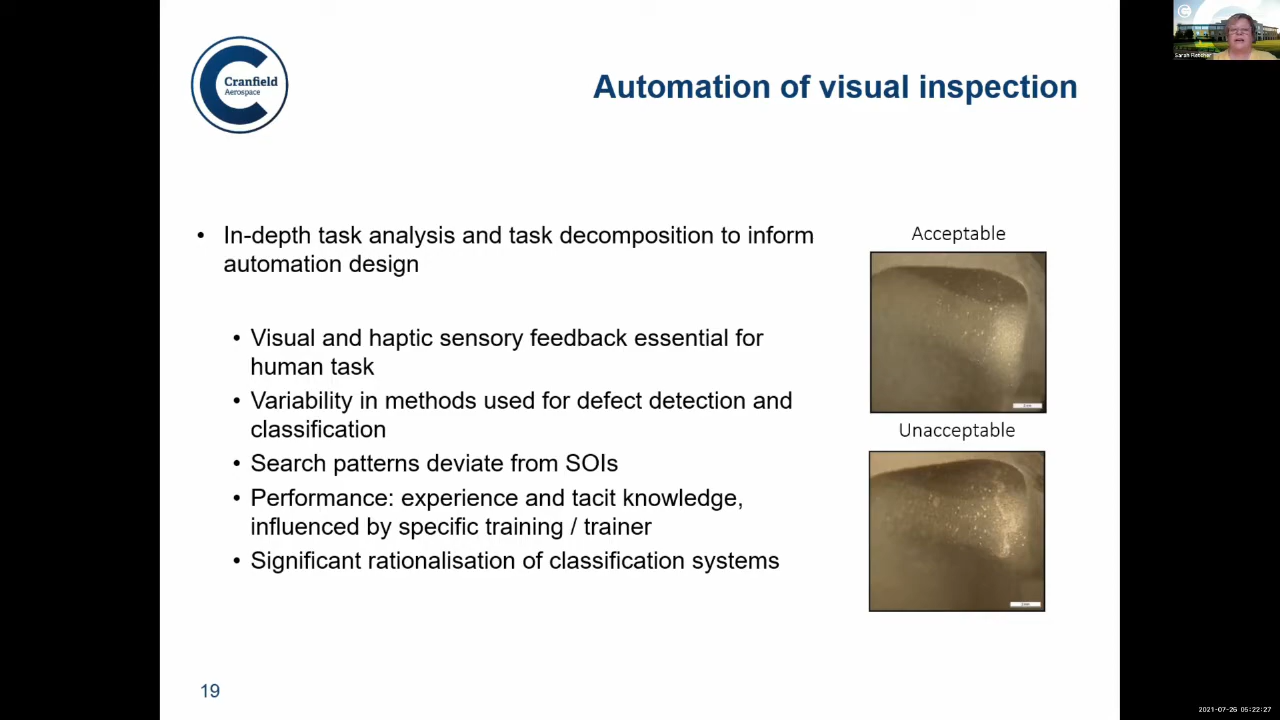 Cranfield
Aerospace
Automation of visual inspection
• In-depth task analysis and task decomposition to inform
automation design
• Visual and haptic sensory feedback essential for
human task
• Variability in methods used for defect detection and
classification
• Search patterns deviate from SOIs
• Performance: experience and tacit knowledge,
influenced by specific training / trainer
• Significant rationalisation of classification systems
Acceptable
Unacceptable
19
Sarah Fletcher
2021-07-26 05:22:27